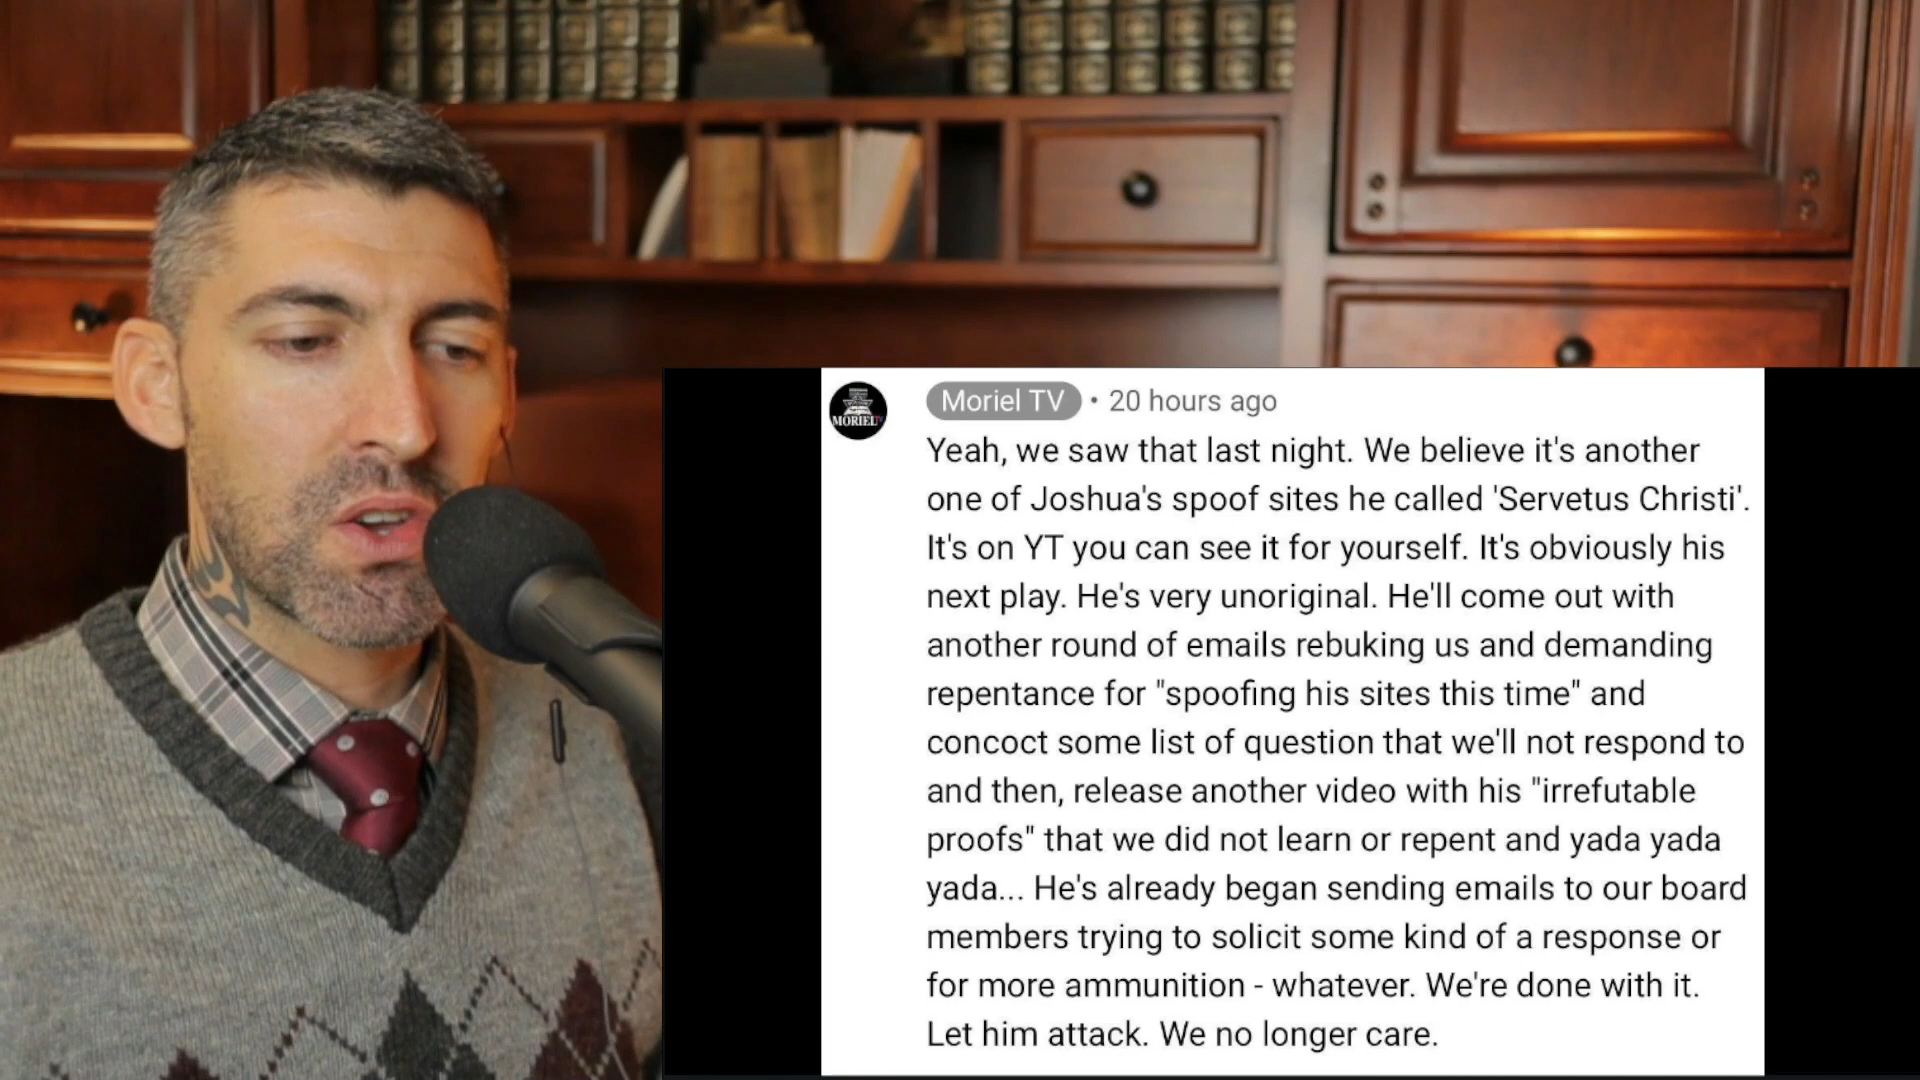 MORIEL
Moriel TV • 20 hours ago
Yeah, we saw that last night. We believe it's another
one of Joshua's spoof sites he called 'Servetus Christi'.
It's on YT you can see it for yourself. It's obviously his
next play. He's very unoriginal. He'll come out with
another round of emails rebuking us and demanding
repentance for "spoofing his sites this time" and
concoct some list of question that we'll not respond to
and then, release another video with his "irrefutable
proofs" that we did not learn or repent and yada yada
yada... He's already began sending emails to our board
members trying to solicit some kind of a response or
for more ammunition - whatever. We're done with it.
Let him attack. We no longer care.